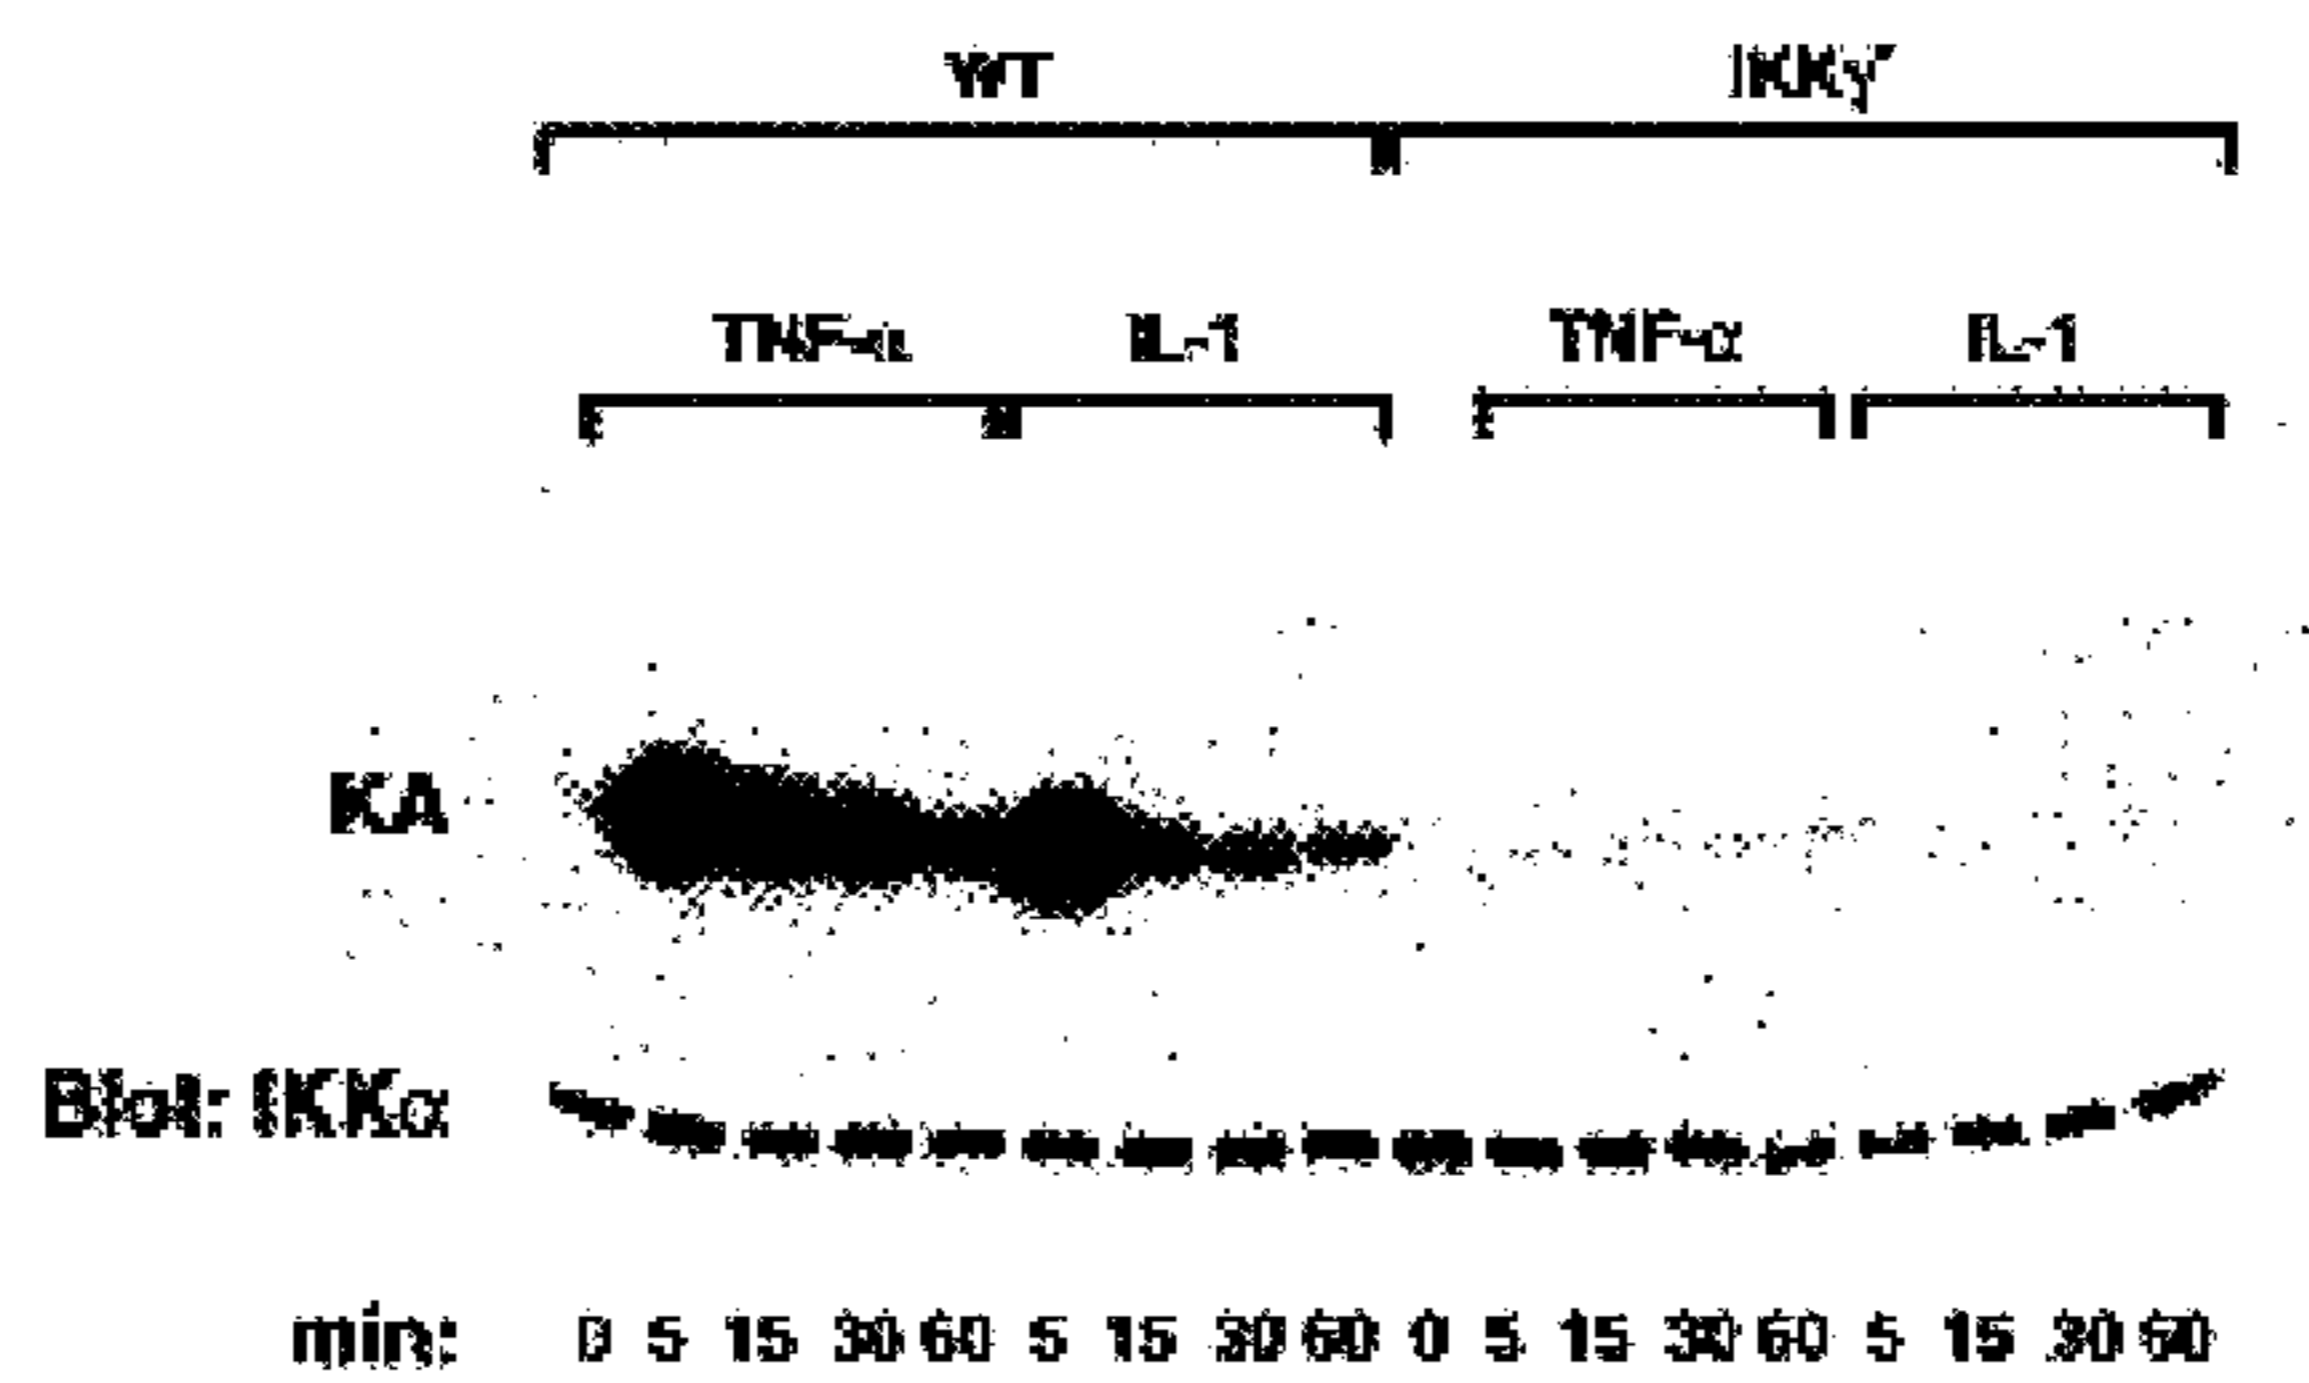 WT IKKγ⁻
TNF-α IL-1 TNF-α IL-1
KA
Blot: IKKα
min: 0 5 15 30 60 5 15 30 60 0 5 15 30 60 5 15 30 60